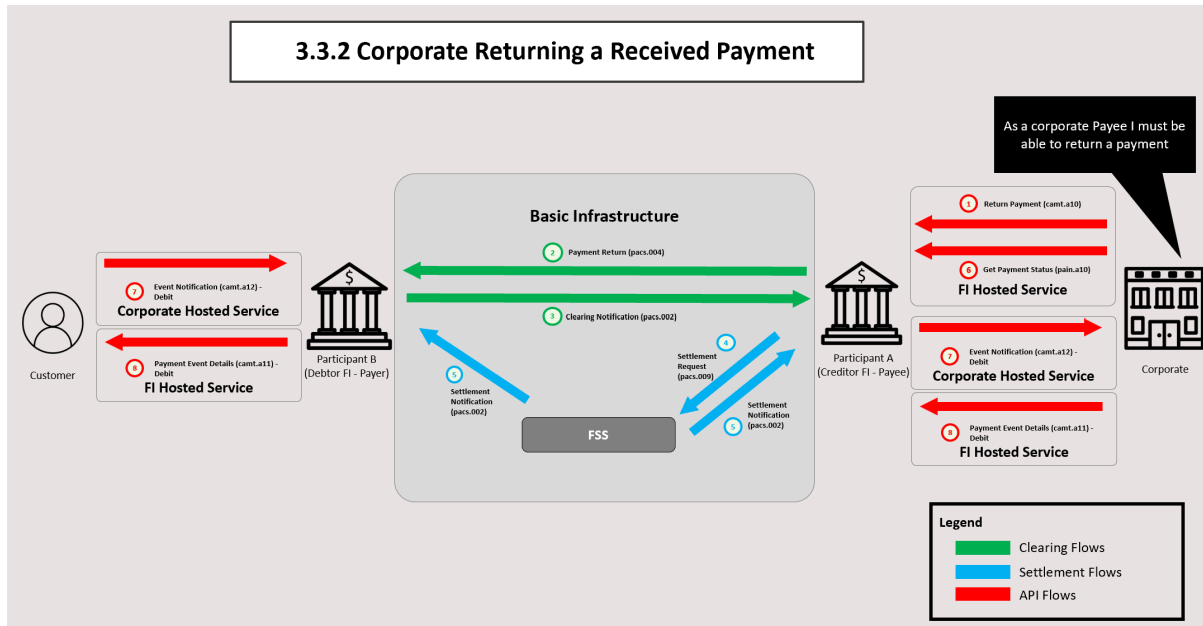 3.3.2 Corporate Returning a Received Payment
As a corporate Payee I must be
able to return a payment
Basic Infrastructure
1 Return Payment (camt.a10)
6 Get Payment Status (pain.a10)
FI Hosted Service
2 Payment Return (pacs.004)
3 Clearing Notification (pacs.002)
7 Event Notification (camt.a12) -
Debit
Corporate Hosted Service
8 Payment Event Details (camt.a11) -
Debit
FI Hosted Service
Customer
$
Participant B
(Debtor FI - Payer)
$
Participant A
(Creditor FI - Payee)
4
Settlement
Request
(pacs.009)
5
Settlement
Notification
(pacs.002)
Settlement
Notification
(pacs.002)
5
FSS
7 Event Notification (camt.a12) -
Debit
Corporate Hosted Service
8 Payment Event Details (camt.a11) -
Debit
FI Hosted Service
Corporate
Legend
Clearing Flows
Settlement Flows
API Flows